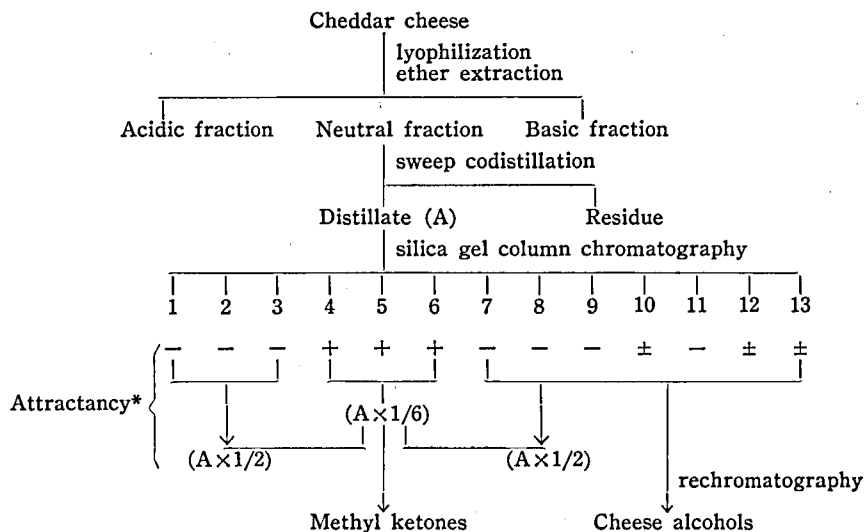 Cheddar cheese
lyophilization
ether extraction
Acidic fraction Neutral fraction Basic fraction
sweep codistillation
Distillate (A) Residue
silica gel column chromatography
1 2 3 4 5 6 7 8 9 10 11 12 13
− − − + + + − − − ± − ± ±
Attractancy*
(A×1/6)
(A×1/2) (A×1/2)
rechromatography
Methyl ketones Cheese alcohols